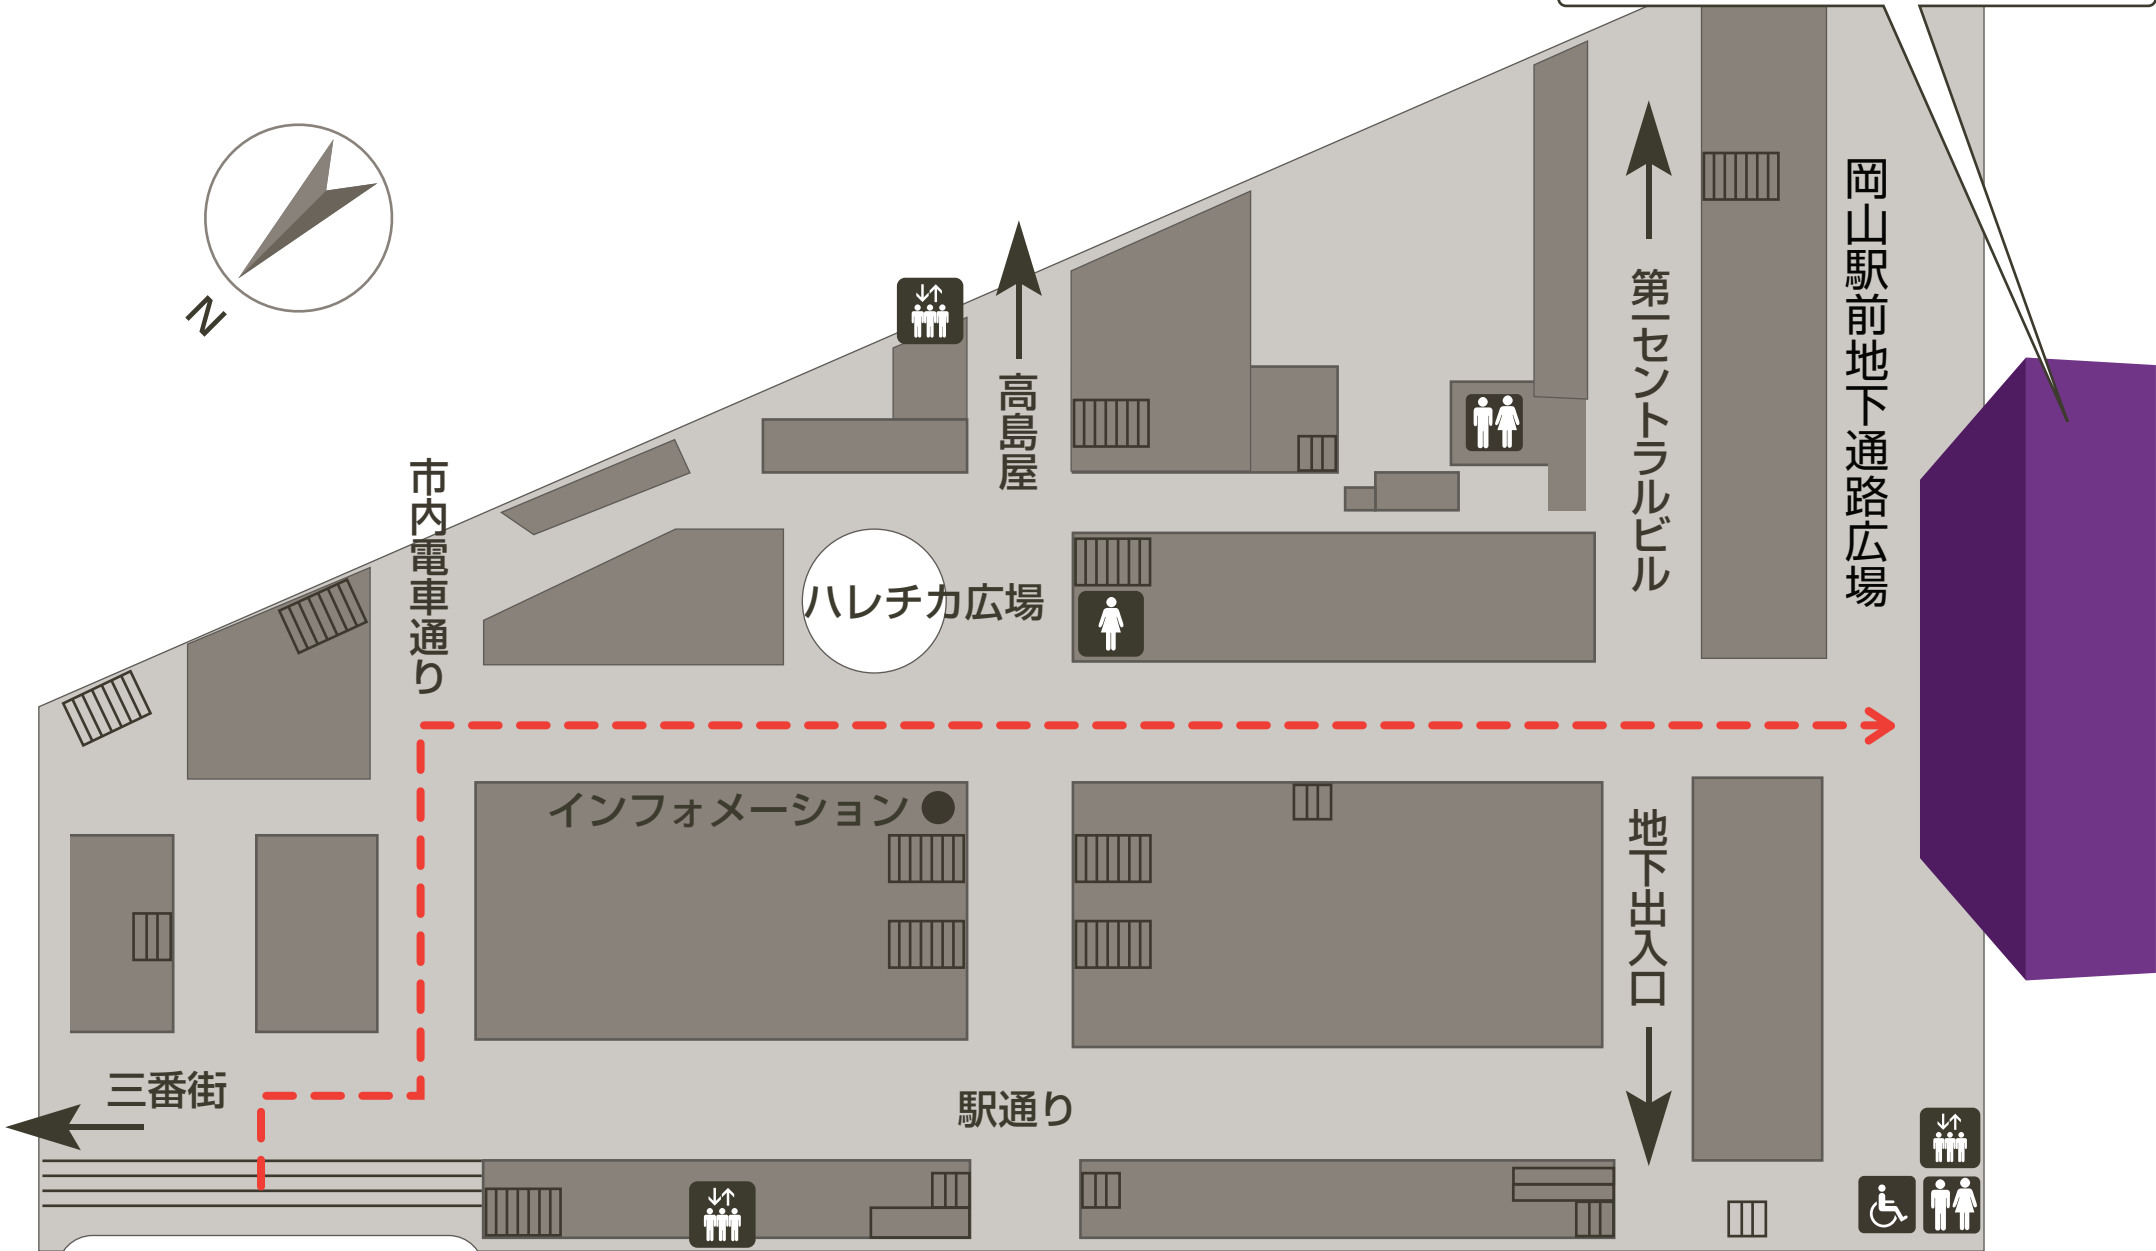 N
市内電車通り
高島屋
第一セントラルビル
岡山駅前地下通路広場
ハレチカ広場
インフォメーション
地下出入口
三番街
駅通り